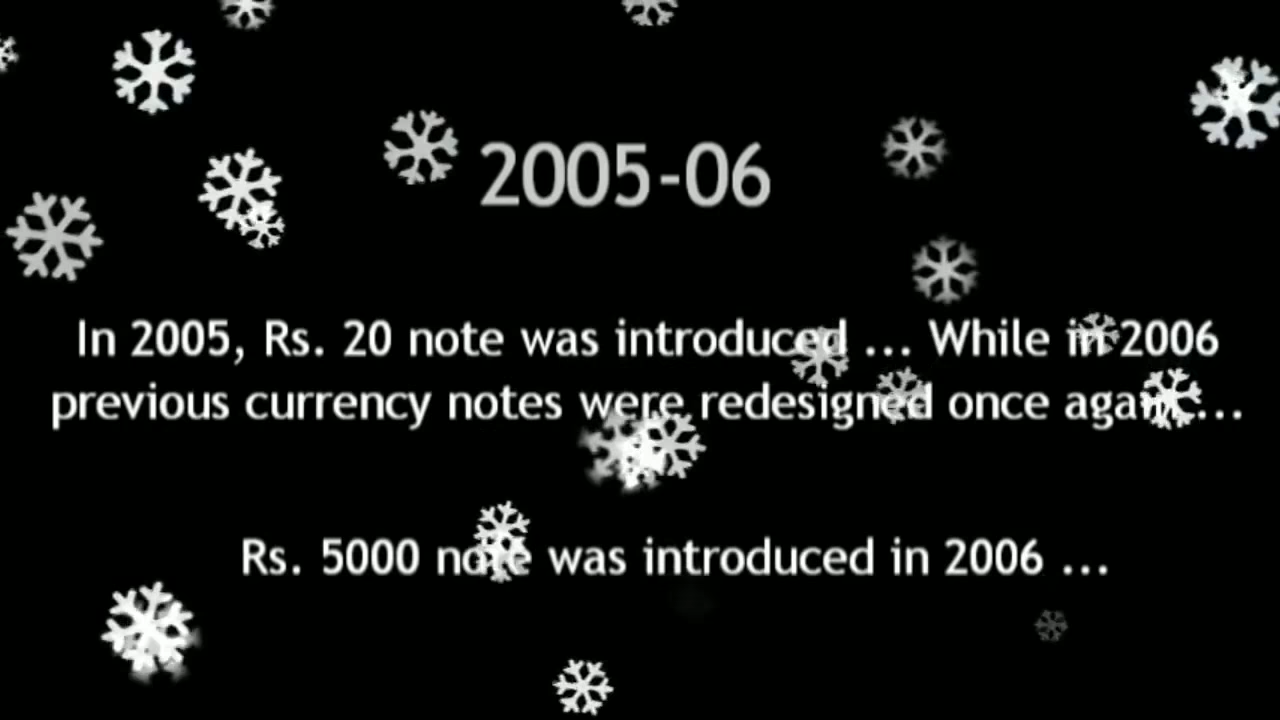 2005-06
In 2005, Rs. 20 note was introduced ... While in 2006
previous currency notes were redesigned once again ...
Rs. 5000 note was introduced in 2006 ...